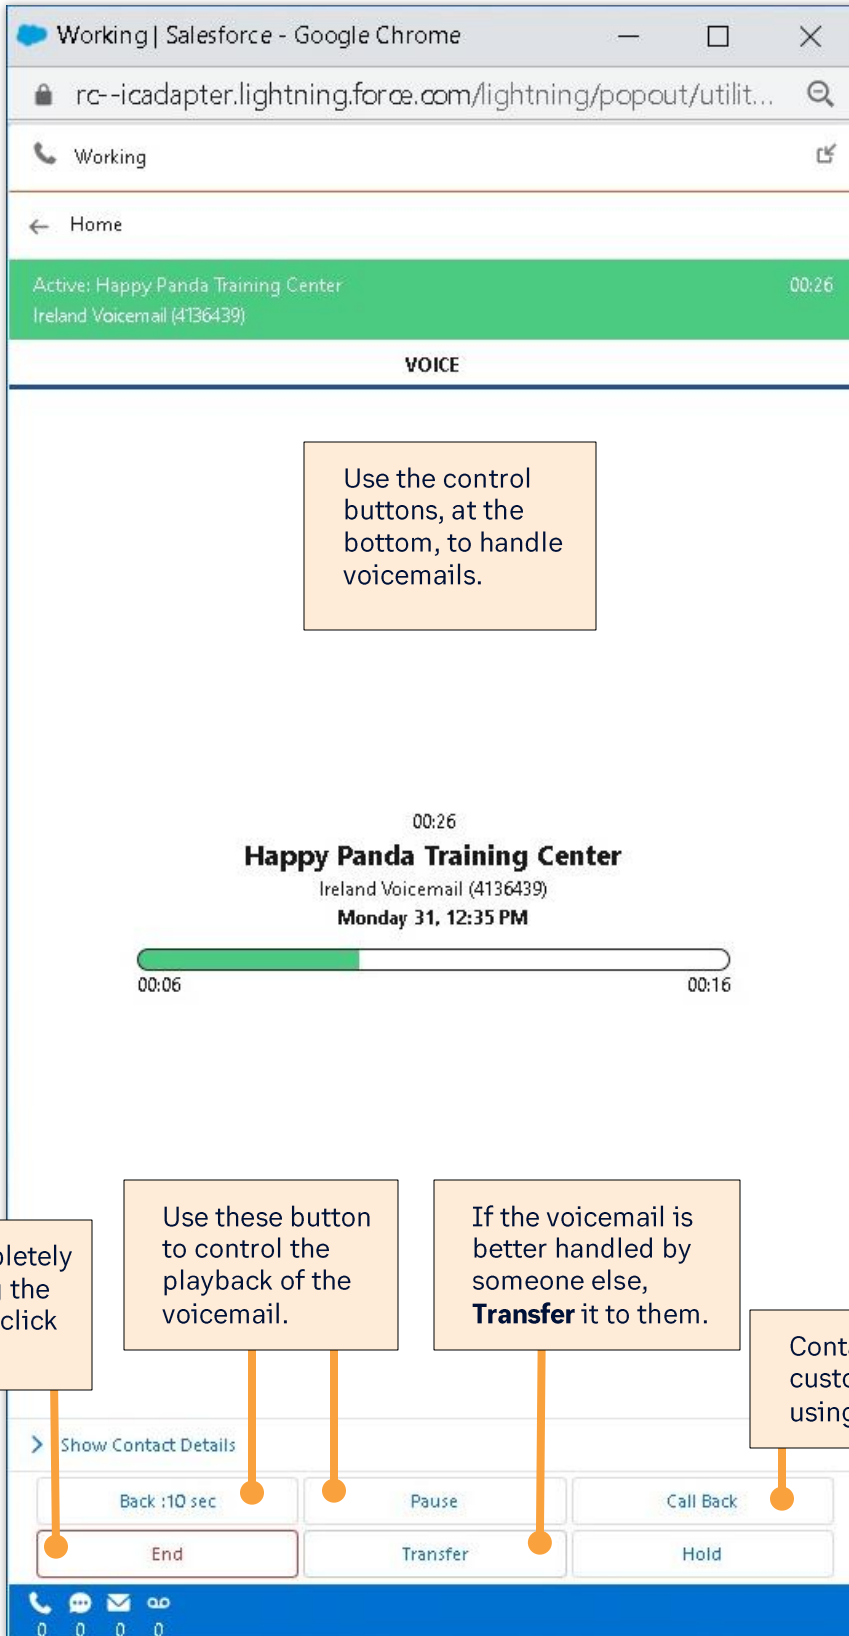 Working | Salesforce - Google Chrome
rc--icadapter.lightning.force.com/lightning/popout/utilit...
Working
Home
Active: Happy Panda Training Center 00:26
Ireland Voicemail (4136439)
VOICE
Use the control
buttons, at the
bottom, to handle
voicemails.
00:26
Happy Panda Training Center
Ireland Voicemail (4136439)
Monday 31, 12:35 PM
00:06 00:16
Use these button
to control the
playback of the
voicemail.
If the voicemail is
better handled by
someone else,
Transfer it to them.
the
click
using
Show Contact Details
Back :10 sec Pause Call Back
End Transfer Hold
0 0 0 0